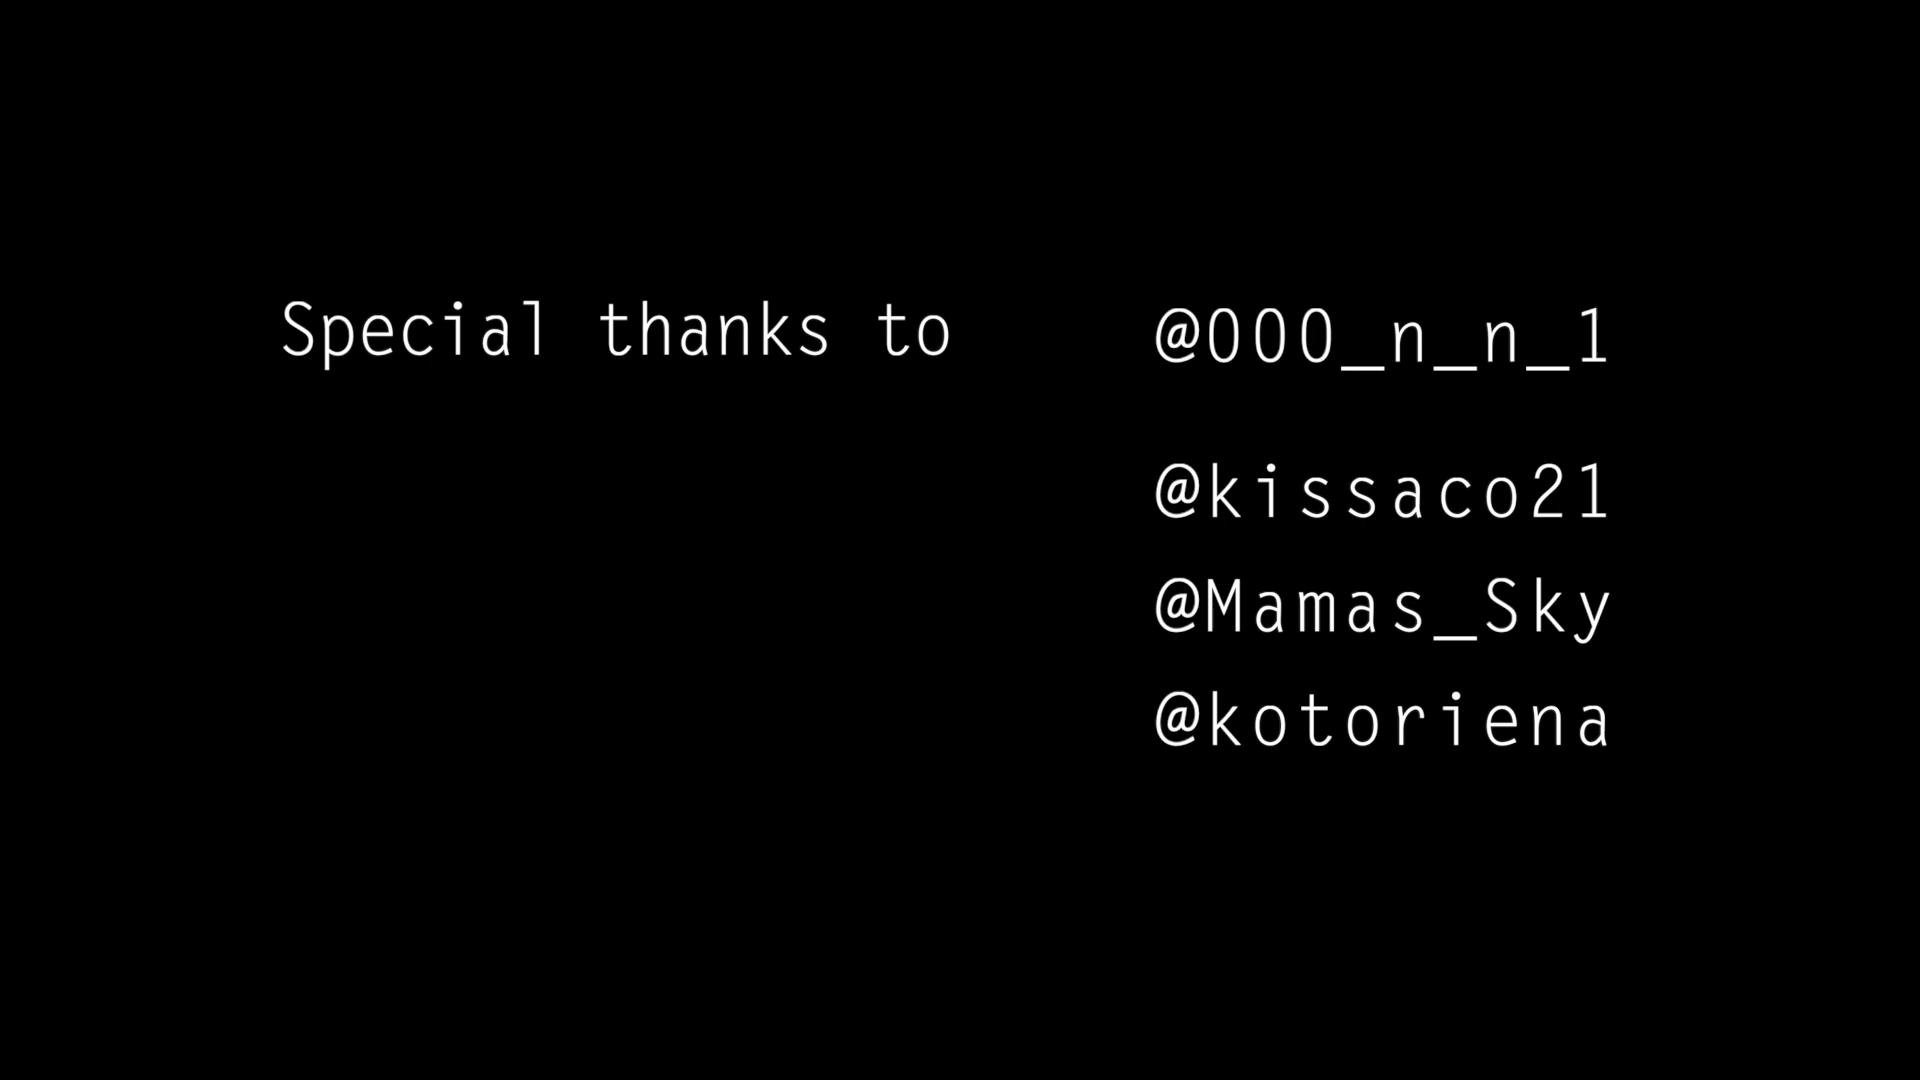 Special thanks to @000_n_n_1
@kissaco21
@Mamas_Sky
@kotoriena